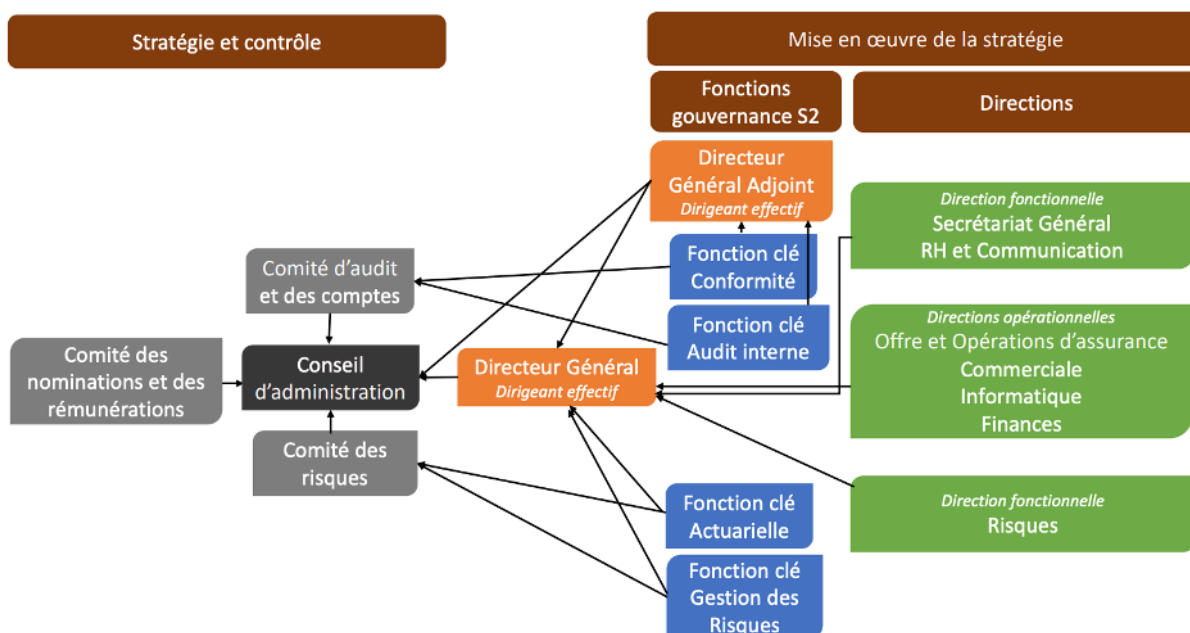 Stratégie et contrôle
Mise en œuvre de la stratégie
Fonctions
gouvernance S2
Directions
Directeur
Général Adjoint
Dirigeant effectif
Direction fonctionnelle
Secrétariat Général
RH et Communication
Comité d'audit
et des comptes
Fonction clé
Conformité
Fonction clé
Audit interne
Directions opérationnelles
Offre et Opérations d'assurance
Commerciale
Informatique
Finances
Comité des
nominations et des
rémunérations
Conseil
d'administration
Directeur Général
Dirigeant effectif
Comité des
risques
Fonction clé
Actuarielle
Direction fonctionnelle
Risques
Fonction clé
Gestion des
Risques